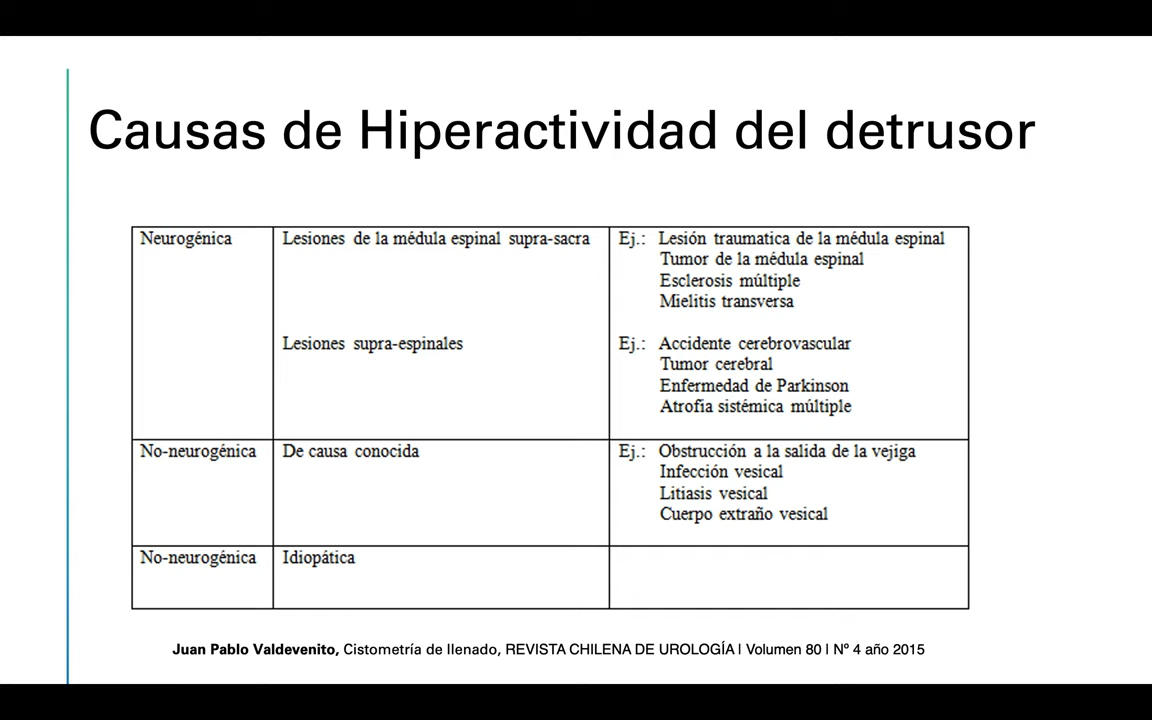 Causas de Hiperactividad del detrusor
Neurogénica Lesiones de la médula espinal supra-sacra Ej.: Lesión traumatica de la médula espinal
Tumor de la médula espinal
Esclerosis múltiple
Mielitis transversa
Lesiones supra-espinales Ej.: Accidente cerebrovascular
Tumor cerebral
Enfermedad de Parkinson
Atrofia sistémica múltiple
No-neurogénica De causa conocida Ej.: Obstrucción a la salida de la vejiga
Infección vesical
Litiasis vesical
Cuerpo extraño vesical
No-neurogénica Idiopática
Juan Pablo Valdevenito, Cistometría de llenado, REVISTA CHILENA DE UROLOGÍA | Volumen 80 | Nº 4 año 2015